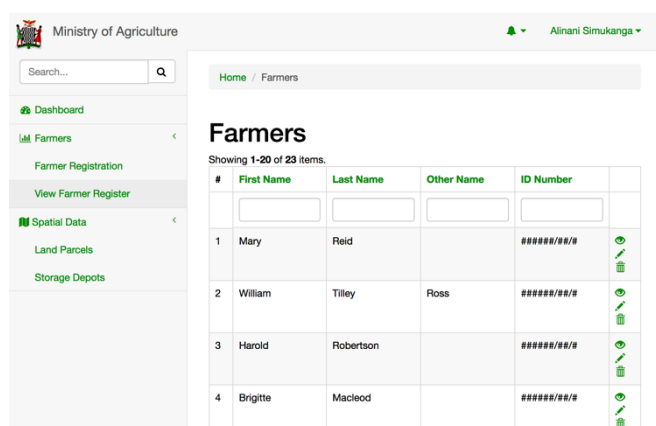 Ministry of Agriculture
Alinani Simukanga
Search...
Dashboard
Farmers
Farmer Registration
View Farmer Register
Spatial Data
Land Parcels
Storage Depots
Home / Farmers
Farmers
Showing 1-20 of 23 items.
# First Name Last Name Other Name ID Number
1 Mary Reid ######/##/#
2 William Tilley Ross ######/##/#
3 Harold Robertson ######/##/#
4 Brigitte Macleod ######/##/#